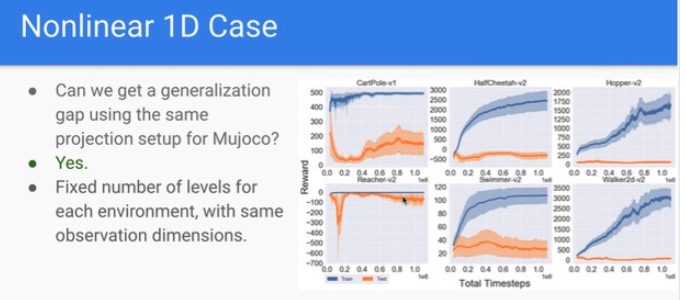 Nonlinear 1D Case
Can we get a generalization
gap using the same
projection setup for Mujoco?
Yes.
Fixed number of levels for
each environment, with same
observation dimensions.
Reward
CartPole-v1
500
400
300
200
100
0
0.0 0.2 0.4 0.6 0.8 1.0
1e8
HalfCheetah-v2
3000
2500
2000
1500
1000
500
0
−500
0.0 0.2 0.4 0.6 0.8 1.0
1e8
Hopper-v2
2000
1750
1500
1250
1000
750
500
250
0
0.0 0.2 0.4 0.6 0.8 1.0
1e8
Reacher-v2
0
−100
−200
−300
−400
−500
−600
−700
0.0 0.2 0.4 0.6 0.8 1.0
1e8
Swimmer-v2
120
100
80
60
40
20
0.0 0.2 0.4 0.6 0.8 1.0
1e8
Walker2d-v2
3500
3000
2500
2000
1500
1000
500
0
0.0 0.2 0.4 0.6 0.8 1.0
1e8
Train Test
Total Timesteps